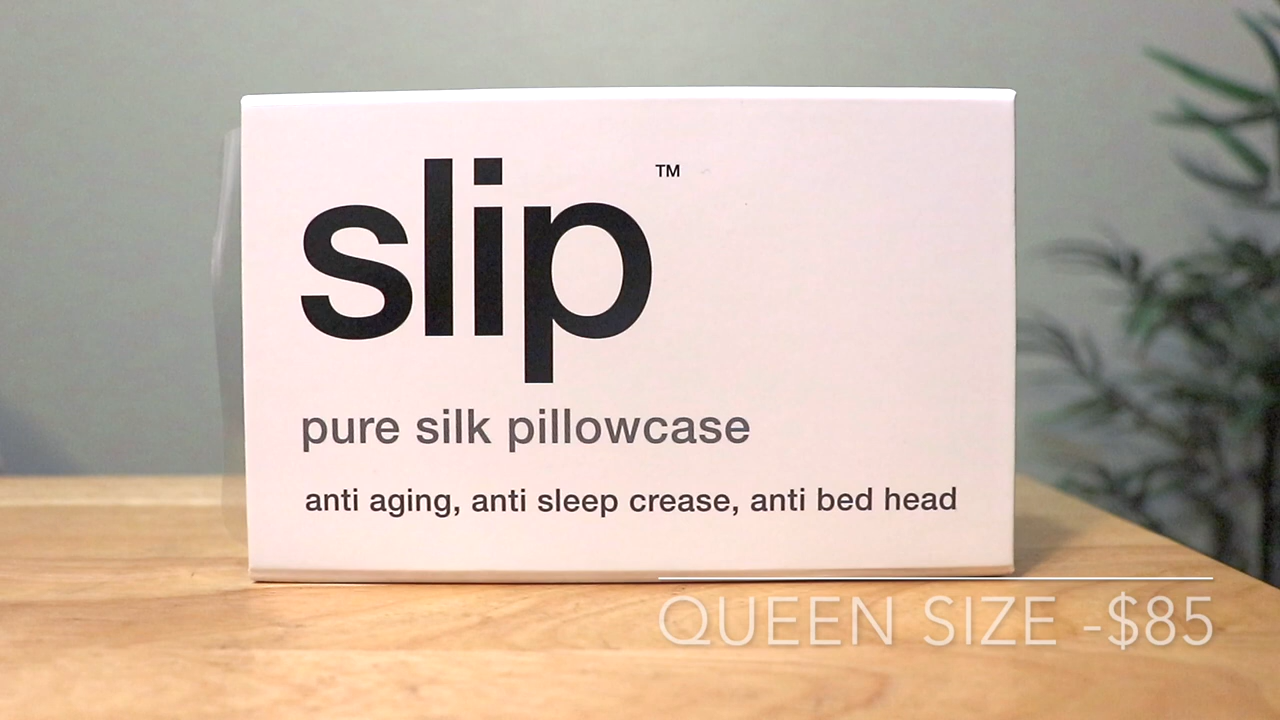 slip™
pure silk pillowcase
anti aging, anti sleep crease, anti bed head
QUEEN SIZE -$85